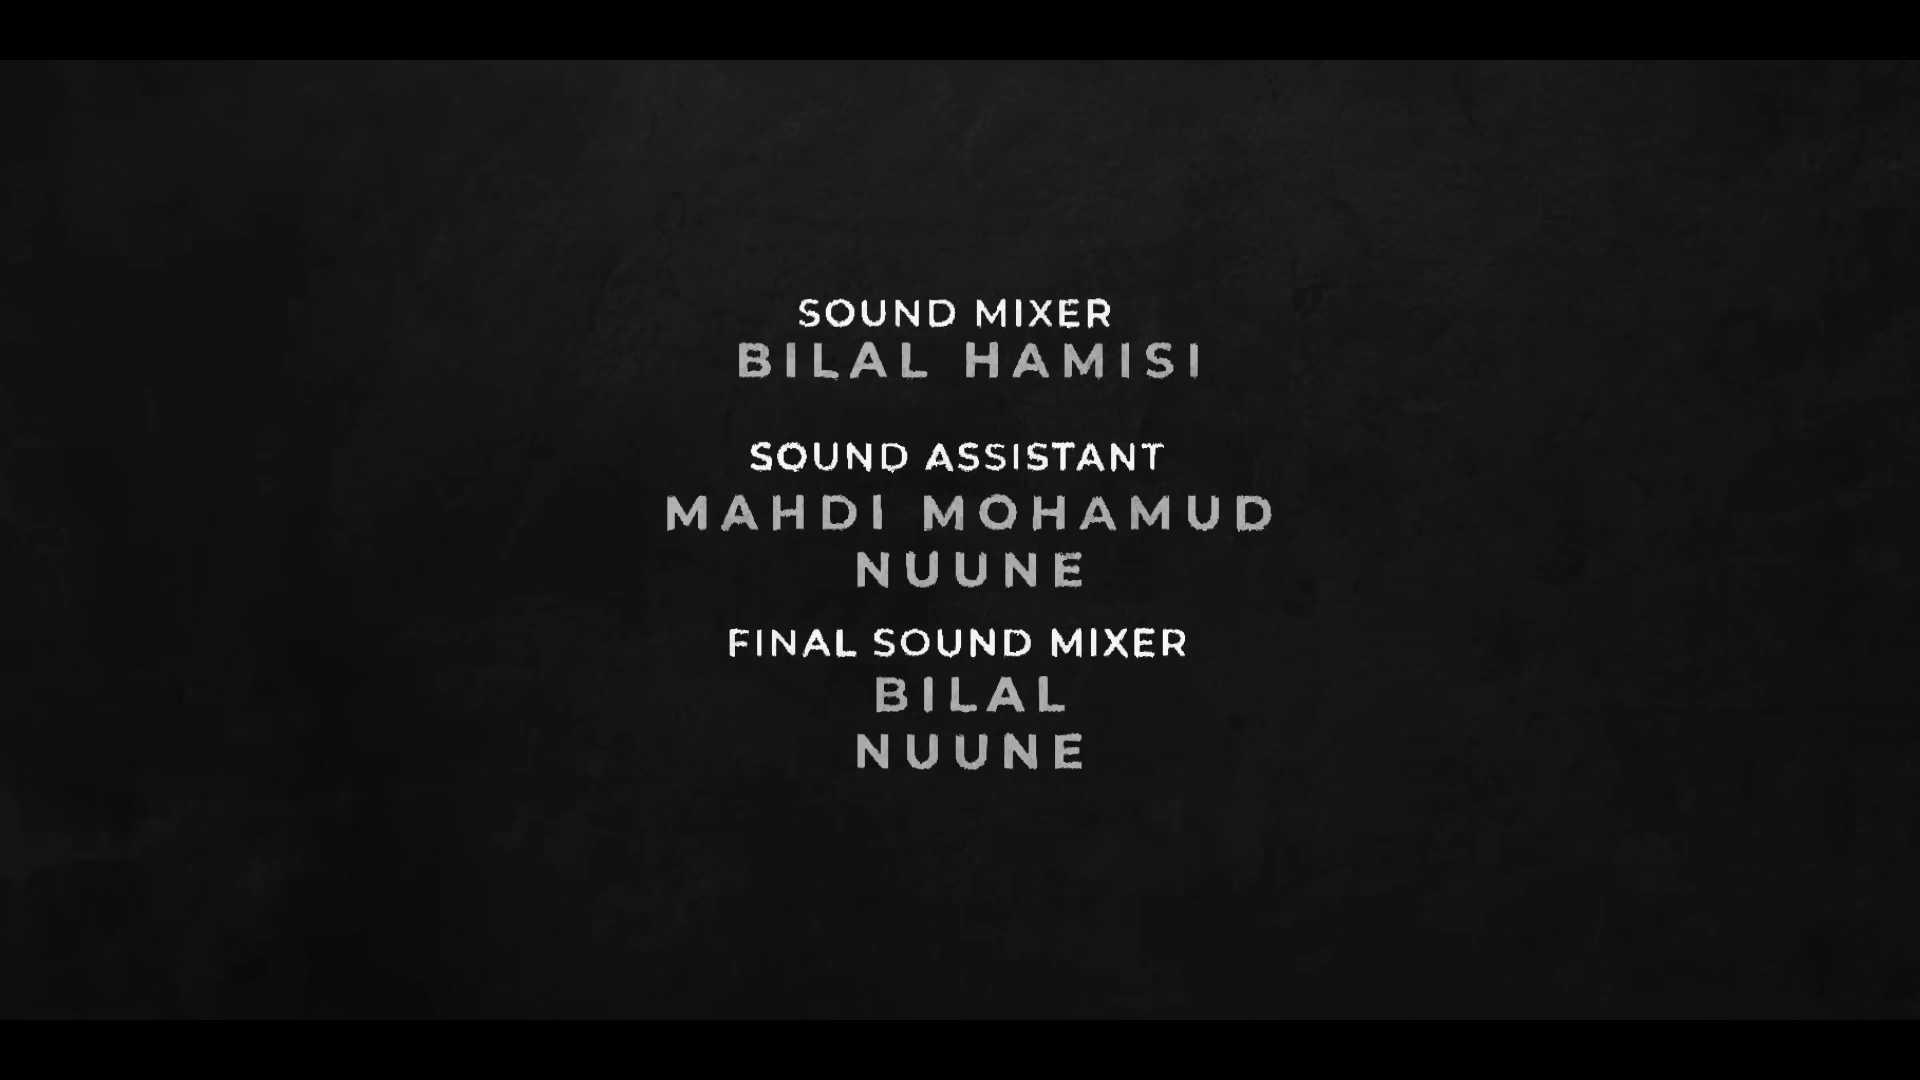 SOUND MIXER
BILAL HAMISI
SOUND ASSISTANT
MAHDI MOHAMUD
NUUNE
FINAL SOUND MIXER
BILAL
NUUNE